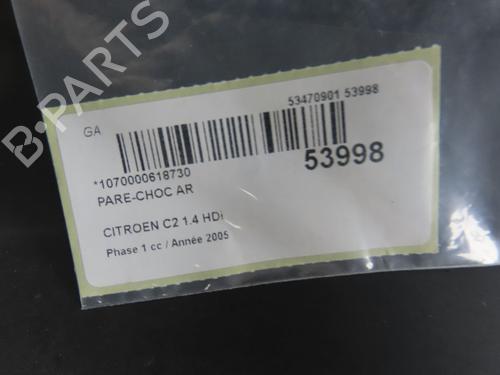 B-PARTS
GA
53470901 53998
*1070000618730
53998
PARE-CHOC AR
CITROEN C2 1.4 HDi
Phase 1 cc / Année 2005